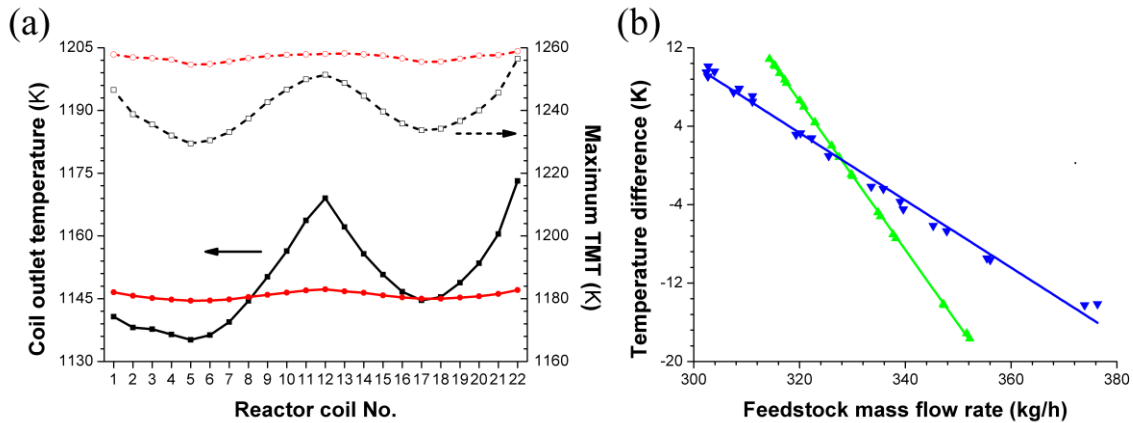 (a)
1205
1190
1175
1160
1145
1130
Coil outlet temperature (K)
1260
1240
1220
1200
1180
1160
Maximum TMT
(K)
1 2 3 4 5 6 7 8 9 10 11 12 13 14 15 16 17 18 19 20 21 22
Reactor coil No.
(b)
12
4
-4
-12
-20
Temperature difference (K)
300 320 340 360 380
Feedstock mass flow rate (kg/h)